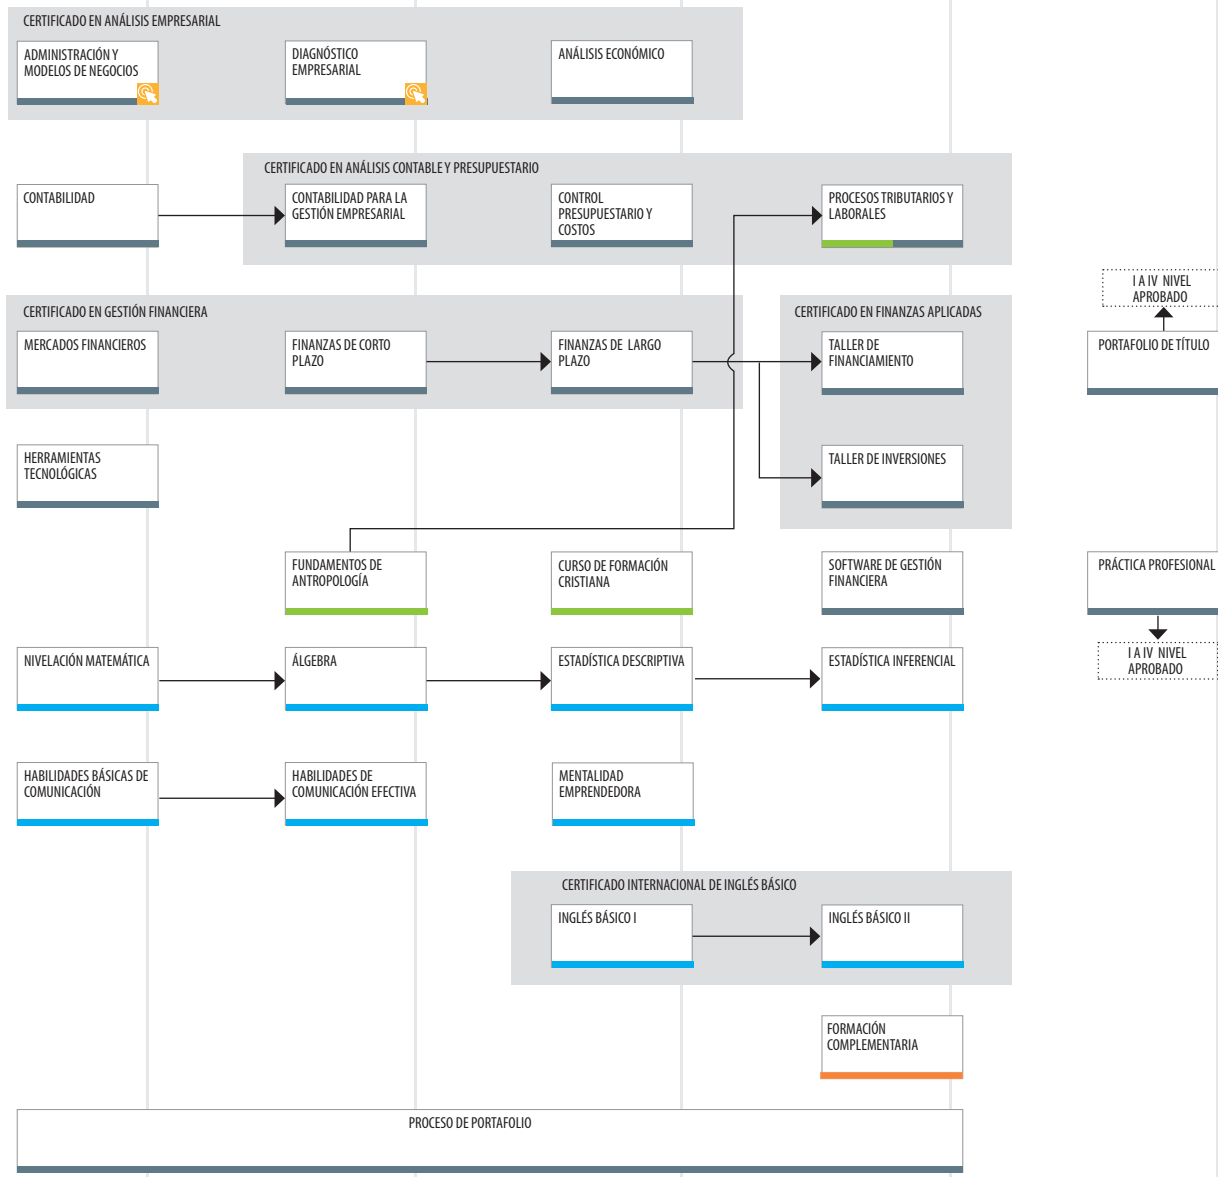 CERTIFICADO EN ANÁLISIS EMPRESARIAL
ADMINISTRACIÓN Y
MODELOS DE NEGOCIOS
DIAGNÓSTICO
EMPRESARIAL
ANÁLISIS ECONÓMICO
CERTIFICADO EN ANÁLISIS CONTABLE Y PRESUPUESTARIO
CONTABILIDAD
CONTABILIDAD PARA LA
GESTIÓN EMPRESARIAL
CONTROL
PRESUPUESTARIO Y
COSTOS
PROCESOS TRIBUTARIOS Y
LABORALES
I A IV NIVEL
APROBADO
CERTIFICADO EN GESTIÓN FINANCIERA
CERTIFICADO EN FINANZAS APLICADAS
MERCADOS FINANCIEROS
FINANZAS DE CORTO
PLAZO
FINANZAS DE LARGO
PLAZO
TALLER DE
FINANCIAMIENTO
PORTAFOLIO DE TÍTULO
HERRAMIENTAS
TECNOLÓGICAS
TALLER DE INVERSIONES
FUNDAMENTOS DE
ANTROPOLOGÍA
CURSO DE FORMACIÓN
CRISTIANA
SOFTWARE DE GESTIÓN
FINANCIERA
PRÁCTICA PROFESIONAL
NIVELACIÓN MATEMÁTICA
ÁLGEBRA
ESTADÍSTICA DESCRIPTIVA
ESTADÍSTICA INFERENCIAL
I A IV NIVEL
APROBADO
HABILIDADES BÁSICAS DE
COMUNICACIÓN
HABILIDADES DE
COMUNICACIÓN EFECTIVA
MENTALIDAD
EMPRENDEDORA
CERTIFICADO INTERNACIONAL DE INGLÉS BÁSICO
INGLÉS BÁSICO I
INGLÉS BÁSICO II
FORMACIÓN
COMPLEMENTARIA
PROCESO DE PORTAFOLIO